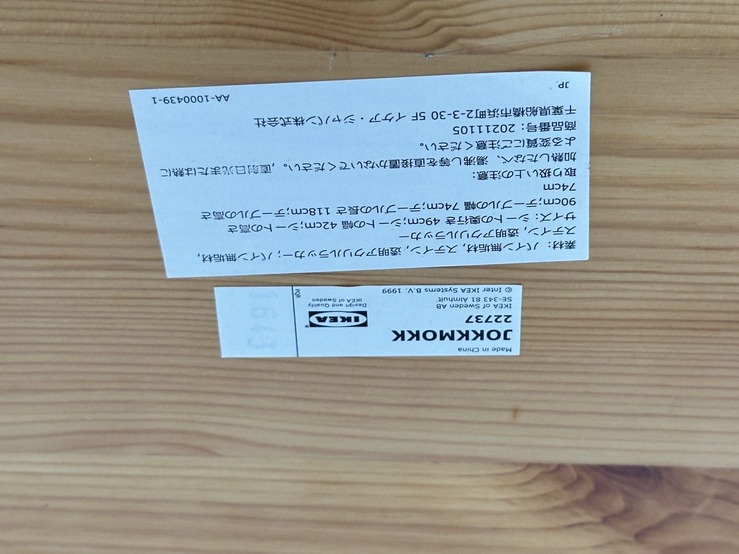 素材: パイン無垢材, ステイン, 透明アクリルラッカー; パイン無垢材,
ステイン, 透明アクリルラッカー
サイズ: シートの奥行き 49cm;シートの幅 42cm;シートの高さ
90cm;テーブルの幅 74cm;テーブルの長さ 118cm;テーブルの高さ
74cm
取り扱い上の注意:
加熱したなべ、湯沸し等を直接置かないでください。, 直射日光または熱に
よる変質にご注意ください。
商品番号: 20211105
千葉県船橋市浜町2-3-30 5F イケア・ジャパン株式会社
JP
AA-1000439-1
Made in China
JOKKMOKK
22737
IKEA of Sweden AB
SE-343 81 Älmhult
© Inter IKEA Systems B.V. 1999
IKEA®
Design and Quality
IKEA of Sweden
1643